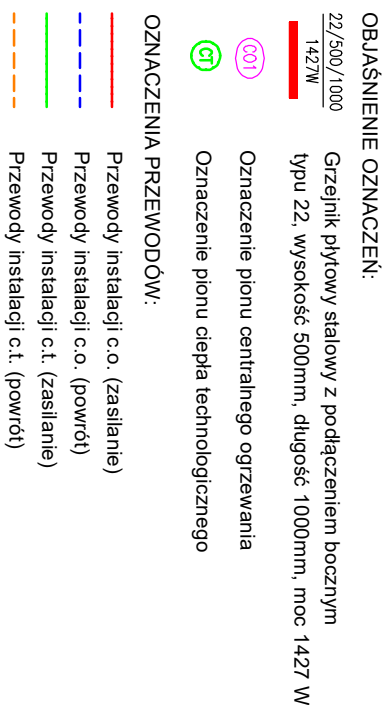 OBJAŚNIENIE OZNACZEŃ:
22/500/1000
1427W
Grzejnik płytowy stalowy z podłączeniem bocznym
typu 22, wysokość 500mm, długość 1000mm, moc 1427 W
CO1
Oznaczenie pionu centralnego ogrzewania
CT
Oznaczenie pionu ciepła technologicznego
OZNACZENIA PRZEWODÓW:
Przewody instalacji c.o. (zasilanie)
Przewody instalacji c.o. (powrót)
Przewody instalacji c.t. (zasilanie)
Przewody instalacji c.t. (powrót)